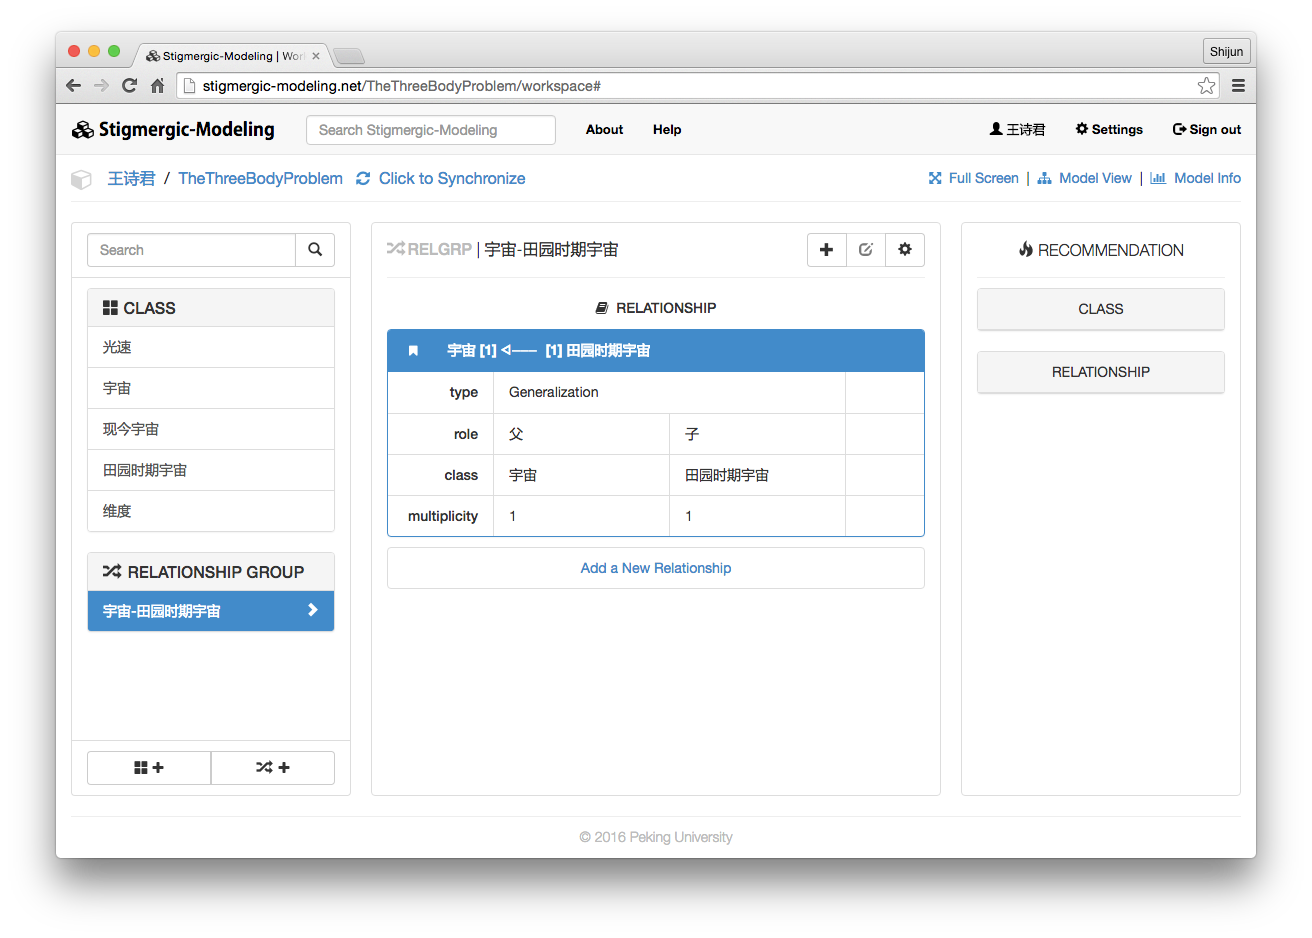 Stigmergic-Modeling | Wor
Shijun
stigmergic-modeling.net/TheThreeBodyProblem/workspace#
Stigmergic-Modeling
Search Stigmergic-Modeling
About
Help
王诗君
Settings
Sign out
王诗君 / TheThreeBodyProblem
Click to Synchronize
Full Screen | Model View | Model Info
Search
CLASS
光速
宇宙
现今宇宙
田园时期宇宙
维度
RELATIONSHIP GROUP
宇宙-田园时期宇宙
RELGRP | 宇宙-田园时期宇宙
RELATIONSHIP
宇宙 [1] ◁—— [1] 田园时期宇宙
type Generalization
role 父 子
class 宇宙 田园时期宇宙
multiplicity 1 1
Add a New Relationship
RECOMMENDATION
CLASS
RELATIONSHIP
© 2016 Peking University